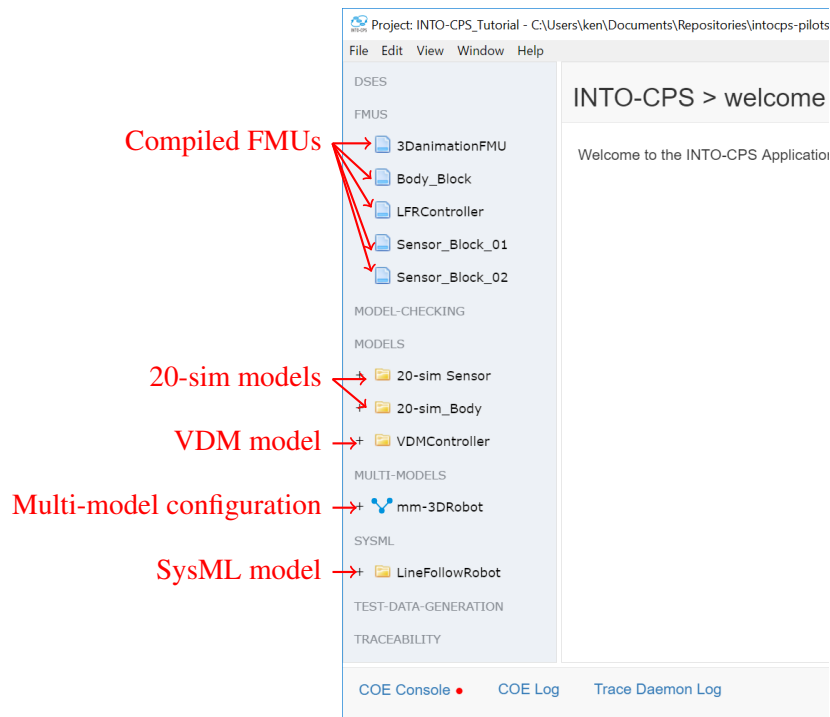 Project: INTO-CPS_Tutorial - C:\Users\ken\Documents\Repositories\intocps-pilots
File Edit View Window Help
DSES
INTO-CPS > welcome
FMUS
Compiled FMUs
3DanimationFMU
Welcome to the INTO-CPS Application
Body_Block
LFRController
Sensor_Block_01
Sensor_Block_02
MODEL-CHECKING
MODELS
20-sim models
+ 20-sim Sensor
+ 20-sim_Body
VDM model
+ VDMController
MULTI-MODELS
Multi-model configuration
+ mm-3DRobot
SYSML
SysML model
+ LineFollowRobot
TEST-DATA-GENERATION
TRACEABILITY
COE Console COE Log Trace Daemon Log